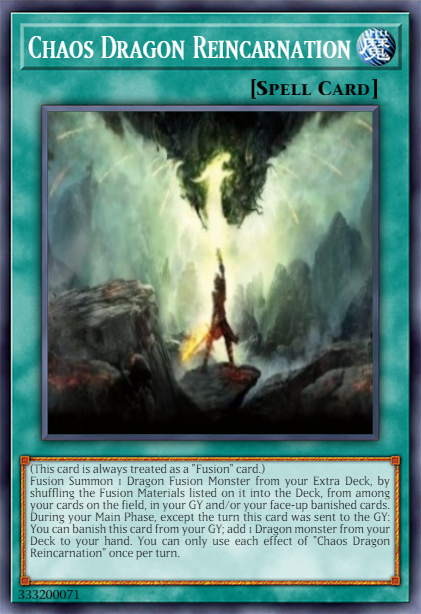 Chaos Dragon Reincarnation 魔
[Spell Card]
(This card is always treated as a "Fusion" card.)
Fusion Summon 1 Dragon Fusion Monster from your Extra Deck, by
shuffling the Fusion Materials listed on it into the Deck, from among
your cards on the field, in your GY and/or your face-up banished cards.
During your Main Phase, except the turn this card was sent to the GY:
You can banish this card from your GY; add 1 Dragon monster from your
Deck to your hand. You can only use each effect of "Chaos Dragon
Reincarnation" once per turn.
333200071